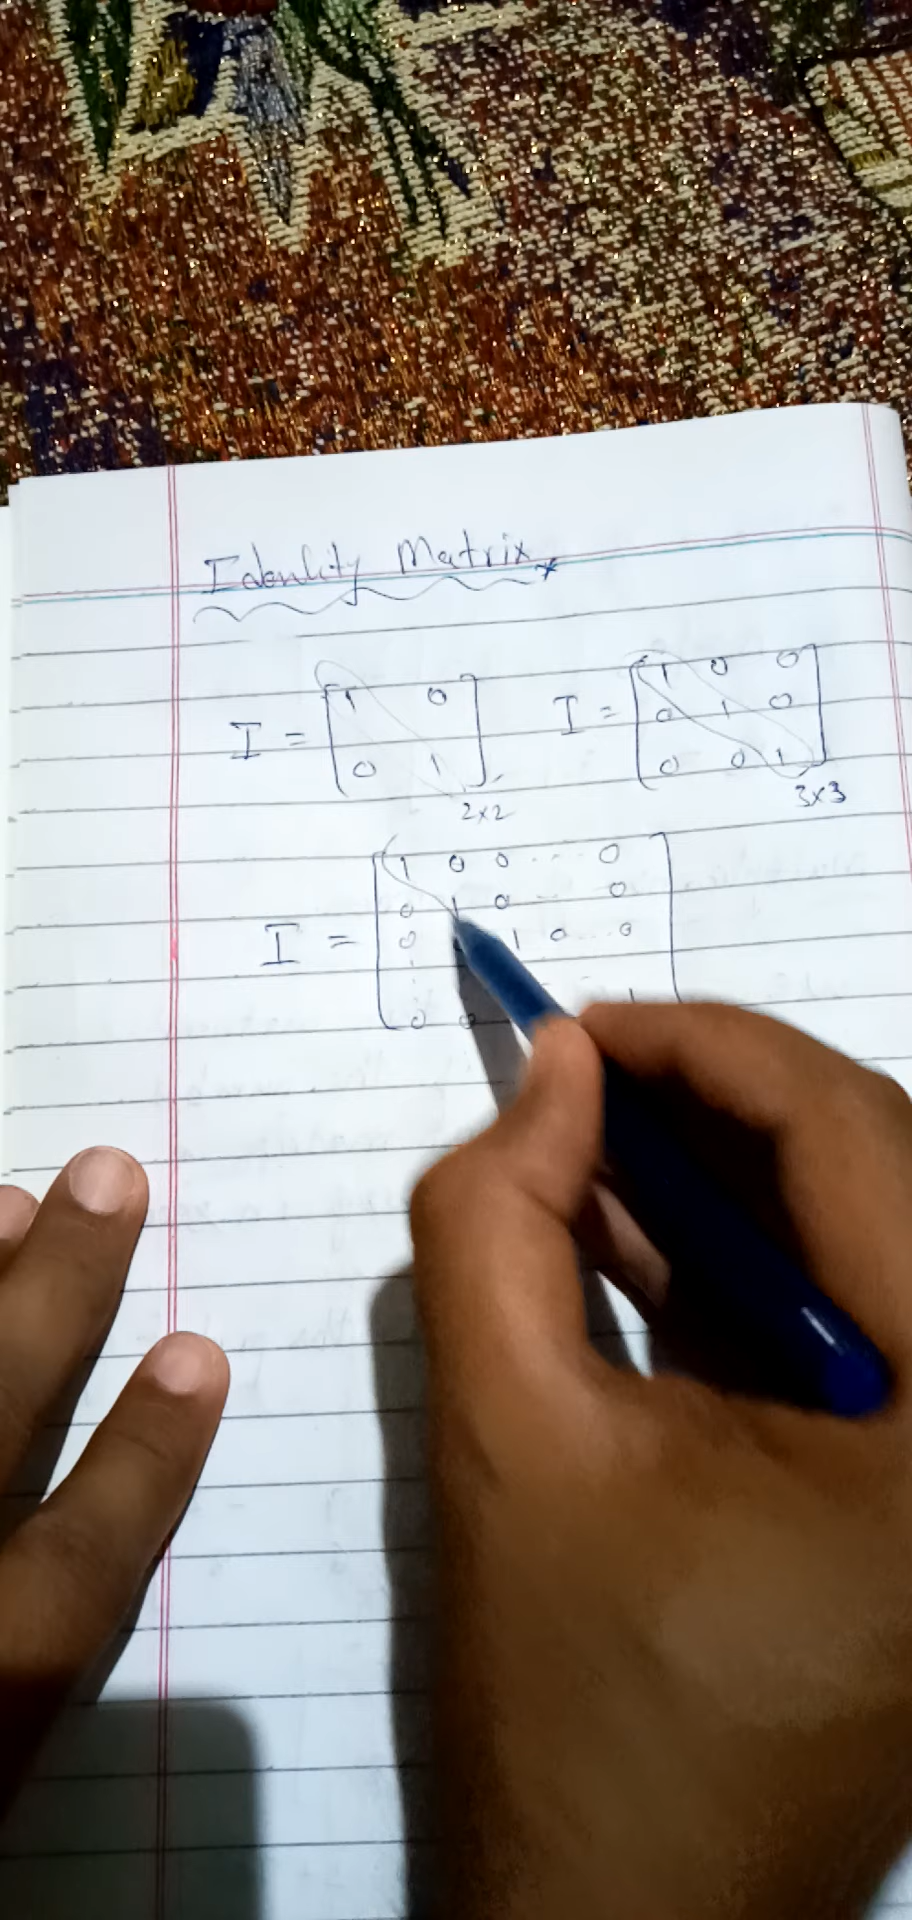 Identity Matrix *
I = [ 1 0     I = [ 1 0 0
0 1 ]     0 1 0
2×2     0 0 1 ]
3×3
I = [ 1 0 0 ... 0
0 1 0 ... 0
0 1 0 ... 0
⋮
0 0 1 ]